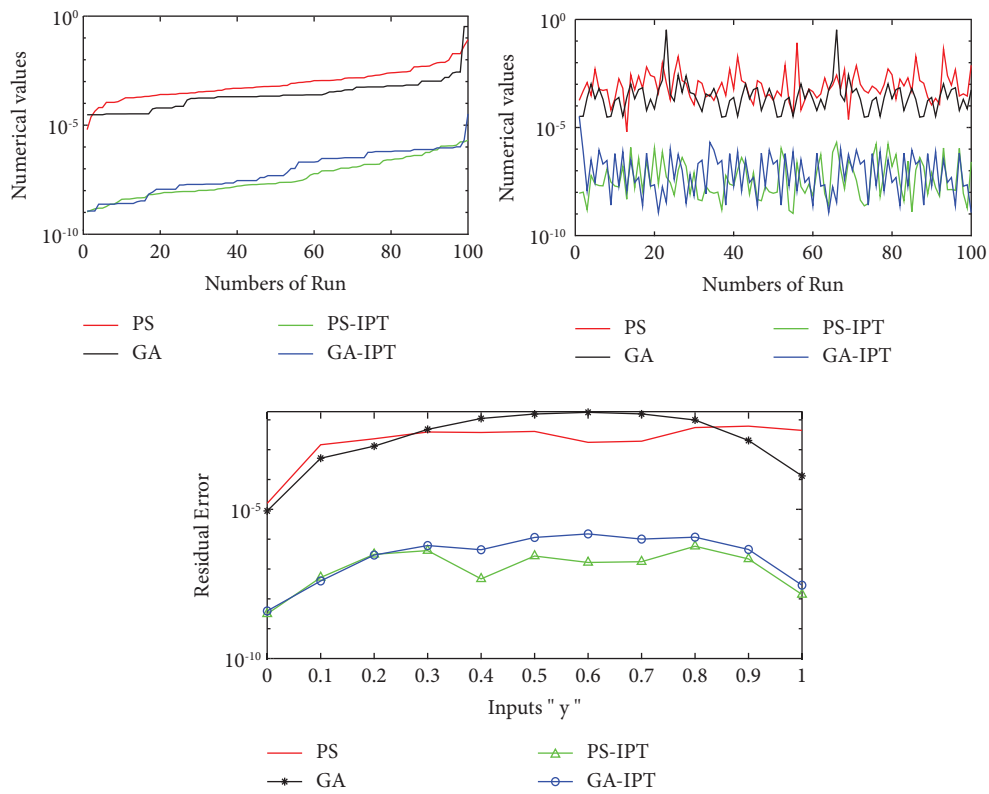 Numerical values
10^0
10^-5
10^-10
0 20 40 60 80 100
Numbers of Run
PS
GA
PS-IPT
GA-IPT
Numerical values
10^0
10^-5
10^-10
0 20 40 60 80 100
Numbers of Run
PS
GA
PS-IPT
GA-IPT
Residual Error
10^-5
10^-10
0 0.1 0.2 0.3 0.4 0.5 0.6 0.7 0.8 0.9 1
Inputs " y "
PS
GA
PS-IPT
GA-IPT